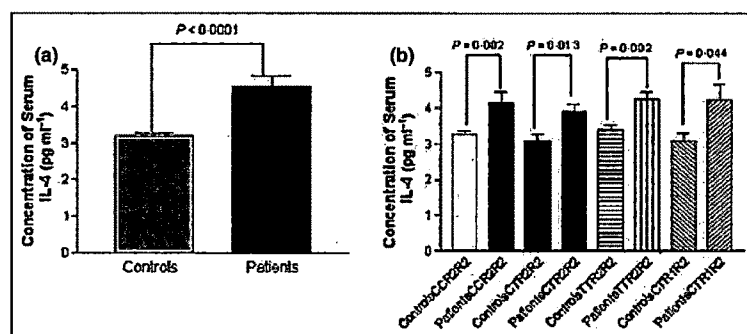 (a)
P < 0·0001
Concentration of Serum
IL-4 (pg ml⁻¹)
5
4
3
2
1
0
Controls
Patients
(b)
P = 0·002
P = 0·013
P = 0·002
P = 0·044
Concentration of Serum
IL-4 (pg ml⁻¹)
5
4
3
2
1
0
ControlsCCR2R2
PatientsCCR2R2
ControlsCTR2R2
PatientsCTR2R2
ControlsTTR2R2
PatientsTTR2R2
ControlsCTR1R2
PatientsCTR1R2